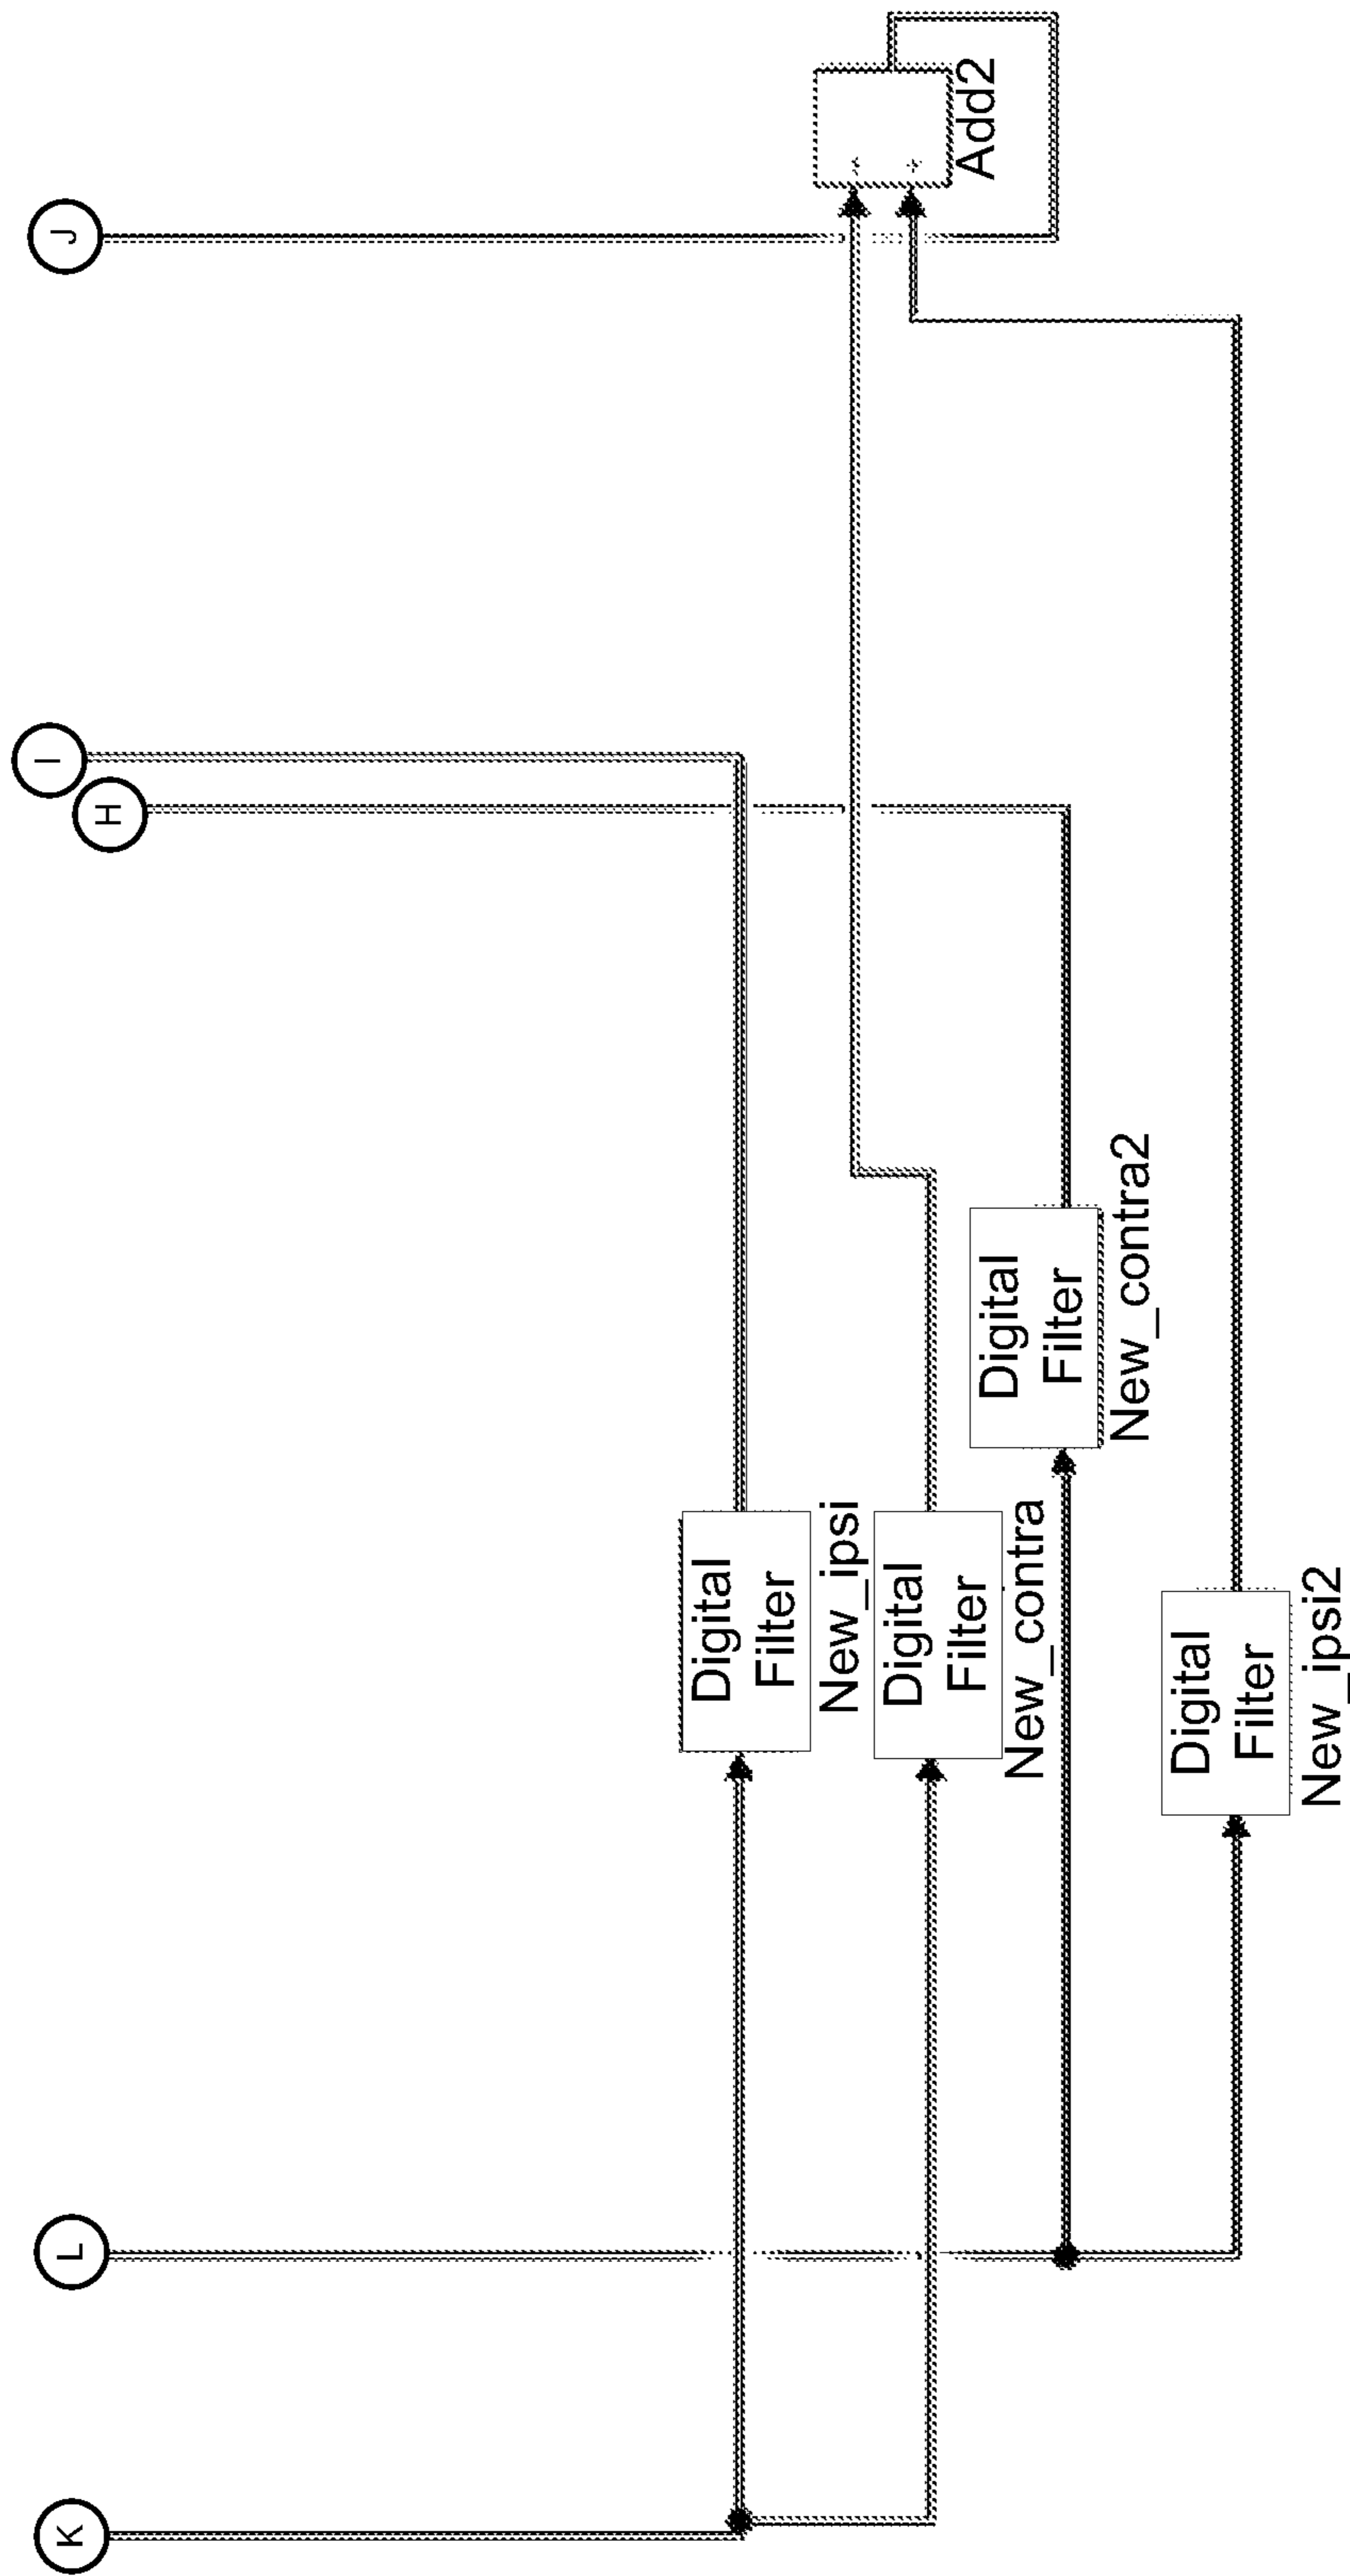 K
L
H
I
J
Digital
Filter
New_ipsi
Digital
Filter
New_contra
Digital
Filter
New_contra2
Digital
Filter
New_ipsi2
Add2